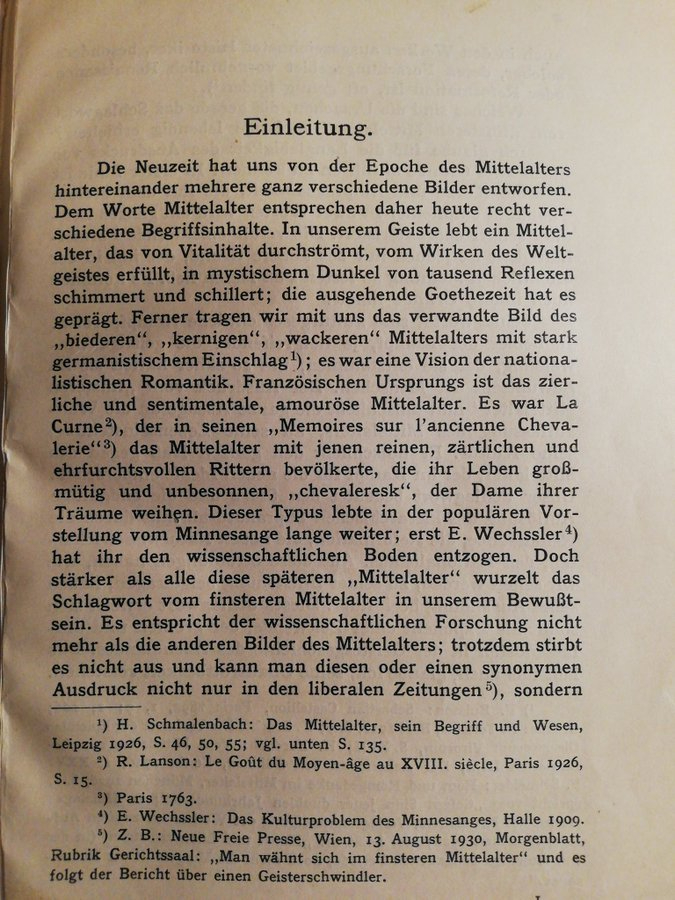 Einleitung.
Die Neuzeit hat uns von der Epoche des Mittelalters
hintereinander mehrere ganz verschiedene Bilder entworfen.
Dem Worte Mittelalter entsprechen daher heute recht ver-
schiedene Begriffsinhalte. In unserem Geiste lebt ein Mittel-
alter, das von Vitalität durchströmt, vom Wirken des Welt-
geistes erfüllt, in mystischem Dunkel von tausend Reflexen
schimmert und schillert; die ausgehende Goethezeit hat es
geprägt. Ferner tragen wir mit uns das verwandte Bild des
„biederen“, „kernigen“, „wackeren“ Mittelalters mit stark
germanistischem Einschlag¹); es war eine Vision der nationa-
listischen Romantik. Französischen Ursprungs ist das zier-
liche und sentimentale, amouröse Mittelalter. Es war La
Curne²), der in seinen „Memoires sur l'ancienne Cheva-
lerie“³) das Mittelalter mit jenen reinen, zärtlichen und
ehrfurchtsvollen Rittern bevölkerte, die ihr Leben groß-
mütig und unbesonnen, „chevaleresk“, der Dame ihrer
Träume weihen. Dieser Typus lebte in der populären Vor-
stellung vom Minnesange lange weiter; erst E. Wechssler⁴)
hat ihr den wissenschaftlichen Boden entzogen. Doch
stärker als alle diese späteren „Mittelalter“ wurzelt das
Schlagwort vom finsteren Mittelalter in unserem Bewußt-
sein. Es entspricht der wissenschaftlichen Forschung nicht
mehr als die anderen Bilder des Mittelalters; trotzdem stirbt
es nicht aus und kann man diesen oder einen synonymen
Ausdruck nicht nur in den liberalen Zeitungen⁵), sondern
¹) H. Schmalenbach: Das Mittelalter, sein Begriff und Wesen,
Leipzig 1926, S. 46, 50, 55; vgl. unten S. 135.
²) R. Lanson: Le Goût du Moyen-âge au XVIII. siècle, Paris 1926,
S. 15.
³) Paris 1763.
⁴) E. Wechssler: Das Kulturproblem des Minnesanges, Halle 1909.
⁵) Z. B.: Neue Freie Presse, Wien, 13. August 1930, Morgenblatt,
Rubrik Gerichtssaal: „Man wähnt sich im finsteren Mittelalter“ und es
folgt der Bericht über einen Geisterschwindler.